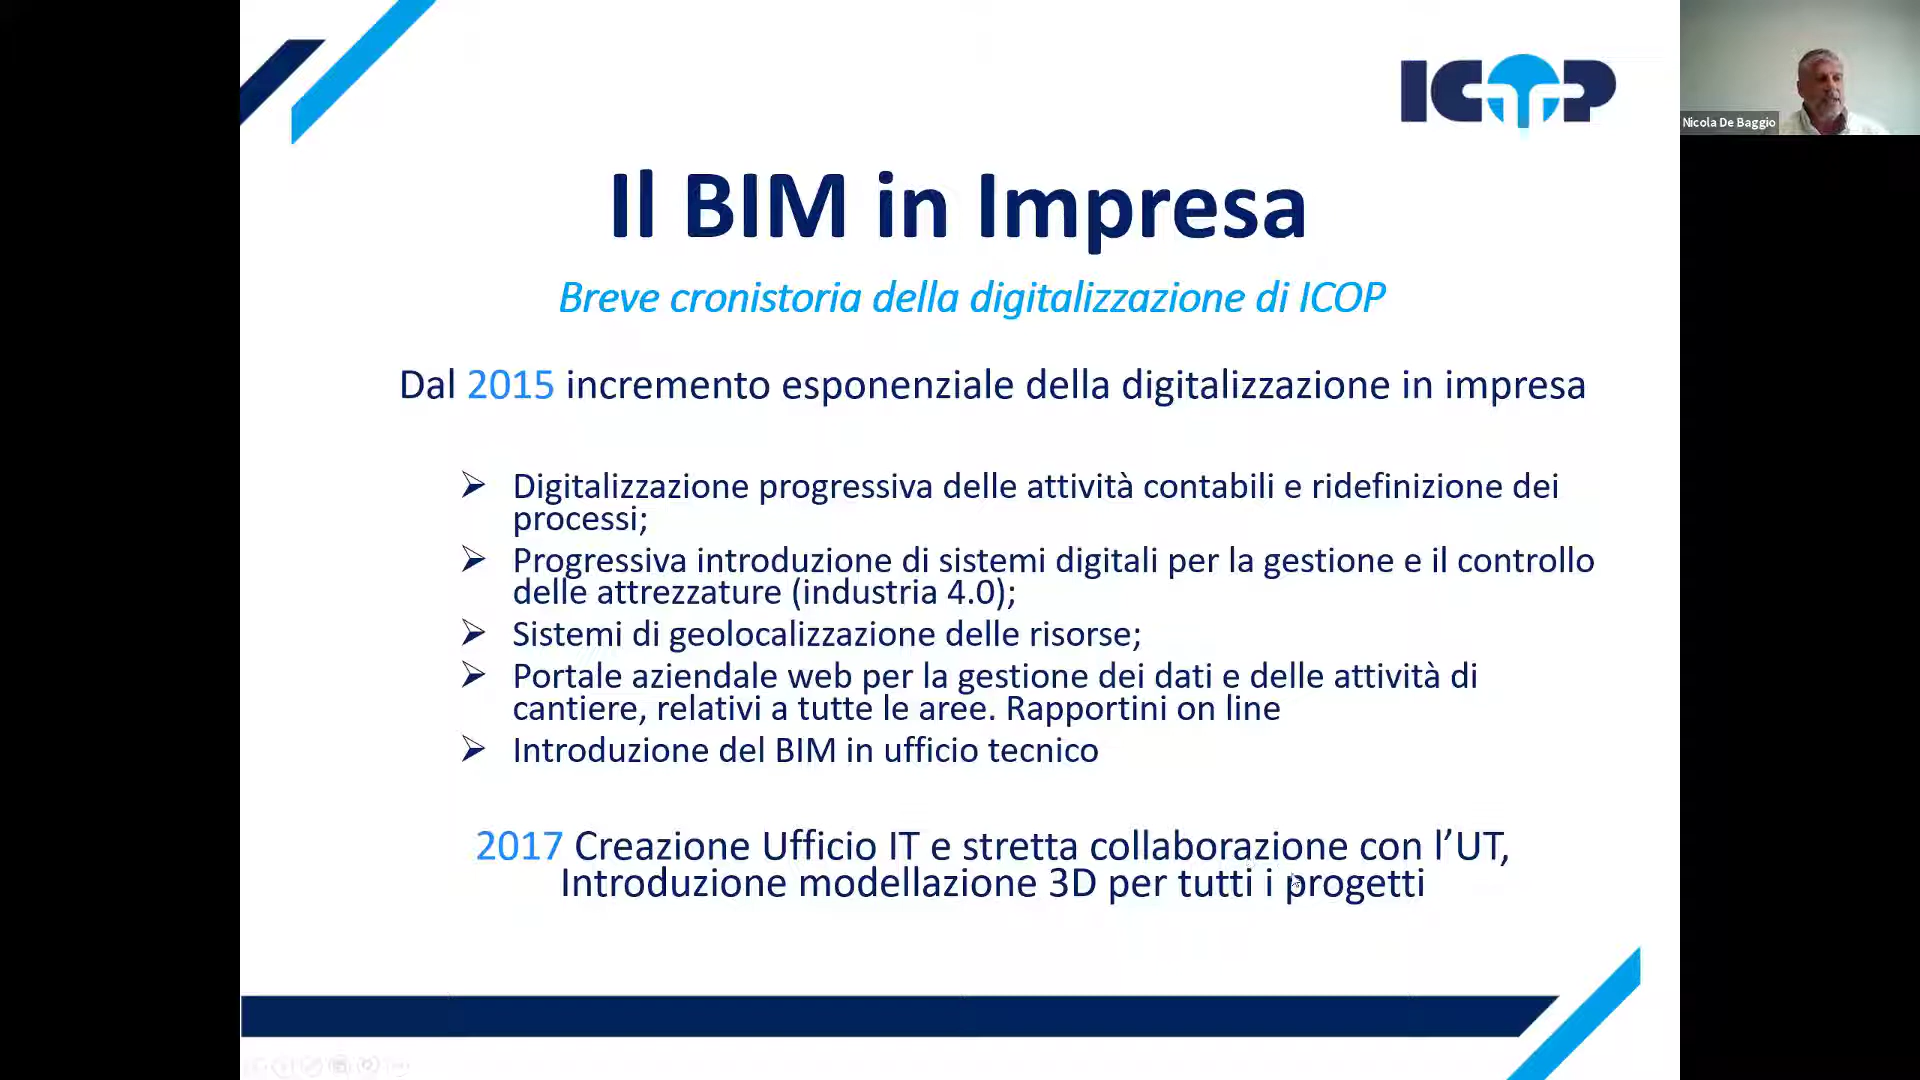 ICOP
Nicola De Baggio
Il BIM in Impresa
Breve cronistoria della digitalizzazione di ICOP
Dal 2015 incremento esponenziale della digitalizzazione in impresa
➢ Digitalizzazione progressiva delle attività contabili e ridefinizione dei
processi;
➢ Progressiva introduzione di sistemi digitali per la gestione e il controllo
delle attrezzature (industria 4.0);
➢ Sistemi di geolocalizzazione delle risorse;
➢ Portale aziendale web per la gestione dei dati e delle attività di
cantiere, relativi a tutte le aree. Rapportini on line
➢ Introduzione del BIM in ufficio tecnico
2017 Creazione Ufficio IT e stretta collaborazione con l’UT,
Introduzione modellazione 3D per tutti i progetti